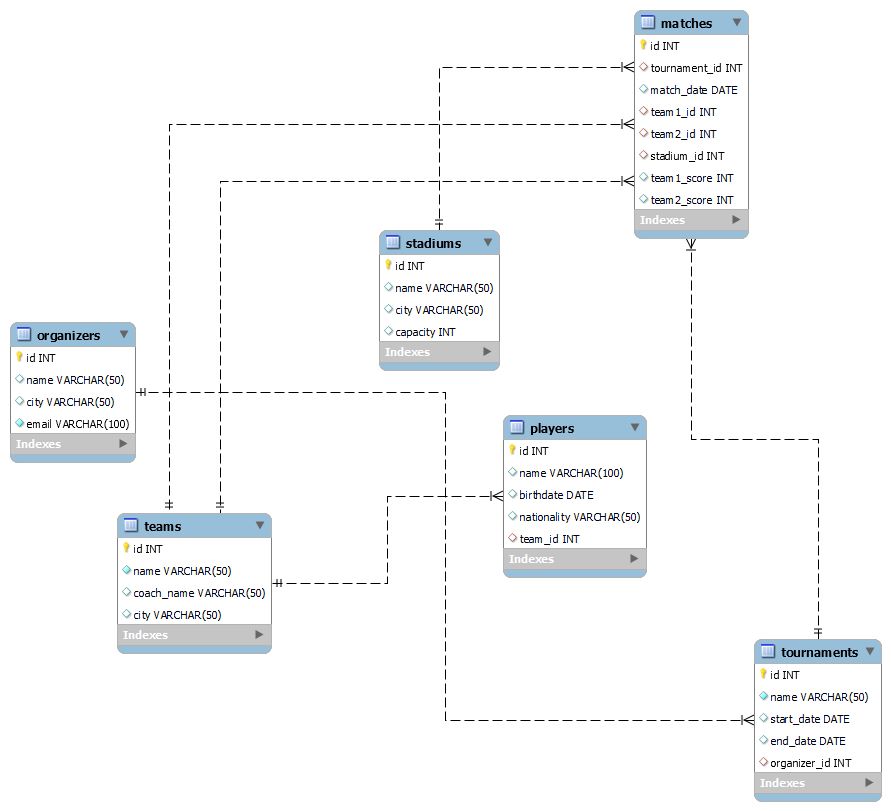 matches
id INT
tournament_id INT
match_date DATE
team1_id INT
team2_id INT
stadium_id INT
team1_score INT
team2_score INT
Indexes
stadiums
id INT
name VARCHAR(50)
city VARCHAR(50)
capacity INT
Indexes
organizers
id INT
name VARCHAR(50)
city VARCHAR(50)
email VARCHAR(100)
Indexes
players
id INT
name VARCHAR(100)
birthdate DATE
nationality VARCHAR(50)
team_id INT
Indexes
teams
id INT
name VARCHAR(50)
coach_name VARCHAR(50)
city VARCHAR(50)
Indexes
tournaments
id INT
name VARCHAR(50)
start_date DATE
end_date DATE
organizer_id INT
Indexes